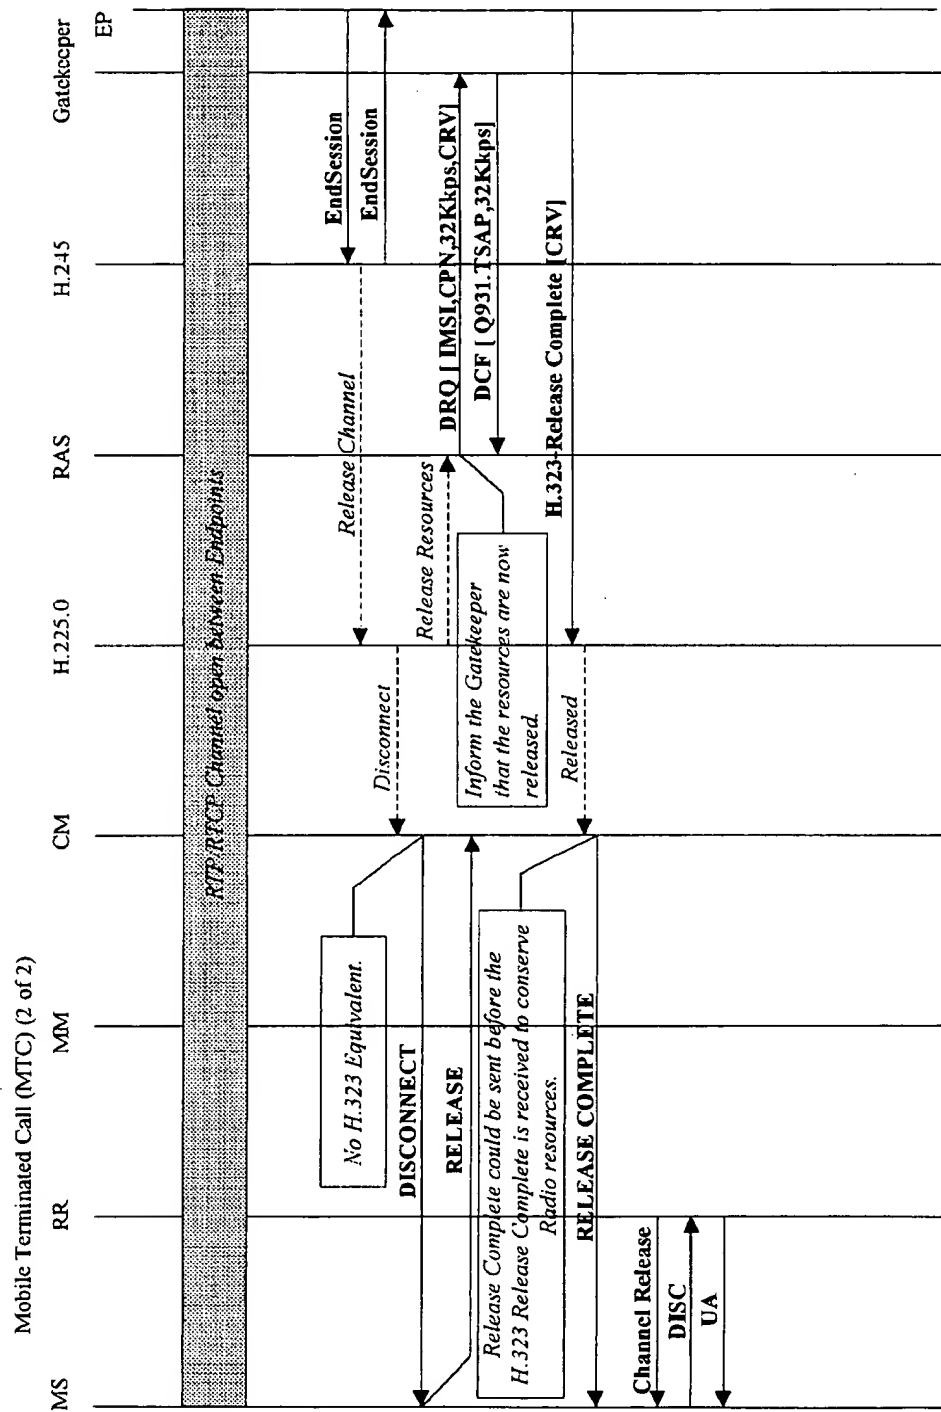 Mobile Terminated Call (MTC) (2 of 2)
MS
RR
MM
CM
H.225.0
RAS
H.245
Gatekeeper
EP
RTP/RTCP Channel open between Endpoints
EndSession
Release Channel
EndSession
No H.323 Equivalent.
Disconnect
DISCONNECT
Release Resources
DRQ [ IMSI,CPN,32Kkps,CRV]
RELEASE
DCF [ Q931.TSAP,32Kkps]
Inform the Gatekeeper
that the resources are now
released.
Release Complete could be sent before the
H.323 Release Complete is received to conserve
Radio resources.
H.323-Release Complete [CRV]
Released
RELEASE COMPLETE
Channel Release
DISC
UA